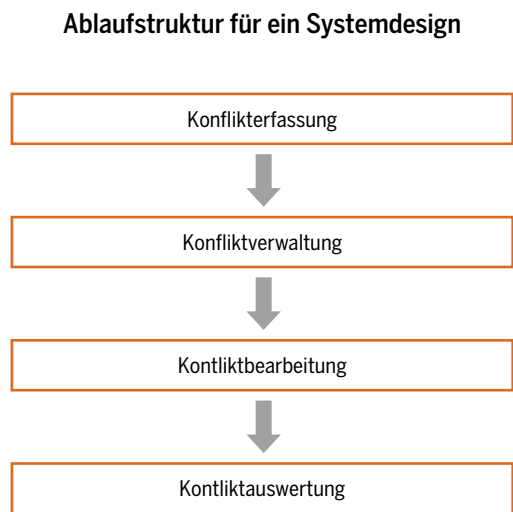 Ablaufstruktur für ein Systemdesign
Konflikterfassung
Konfliktverwaltung
Kontliktbearbeitung
Kontliktauswertung